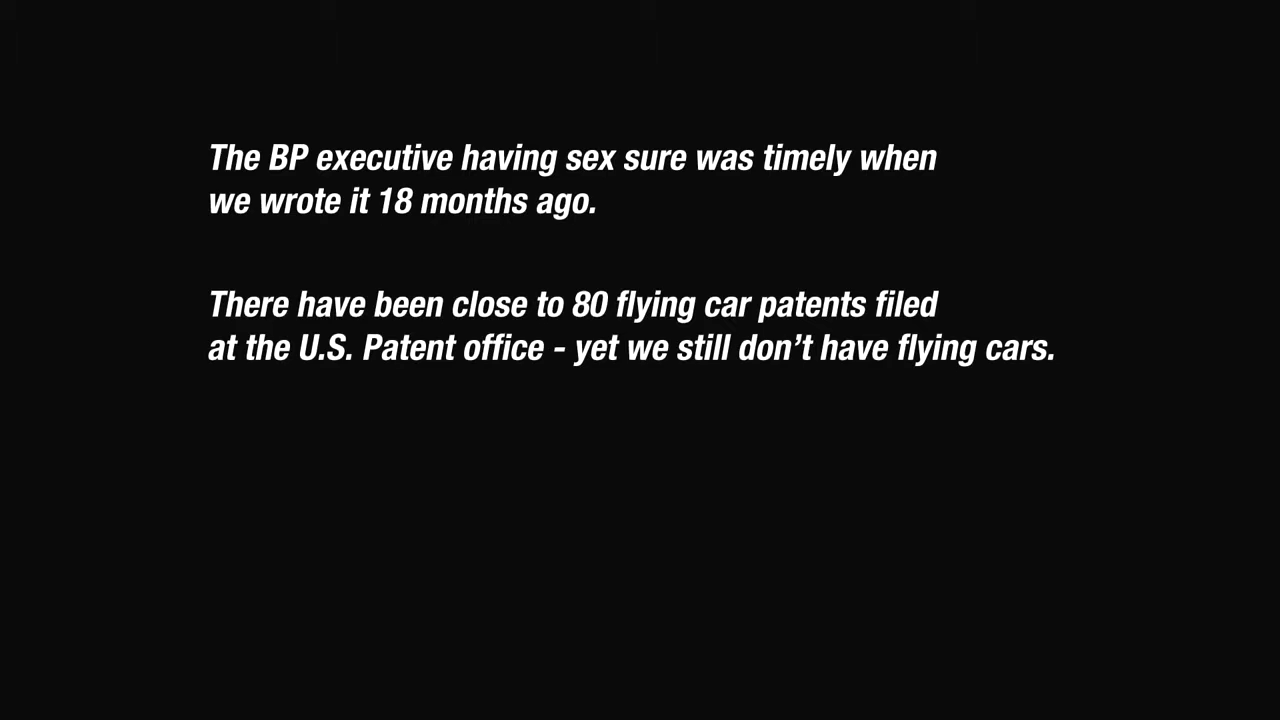 The BP executive having sex sure was timely when
we wrote it 18 months ago.
There have been close to 80 flying car patents filed
at the U.S. Patent office - yet we still don’t have flying cars.